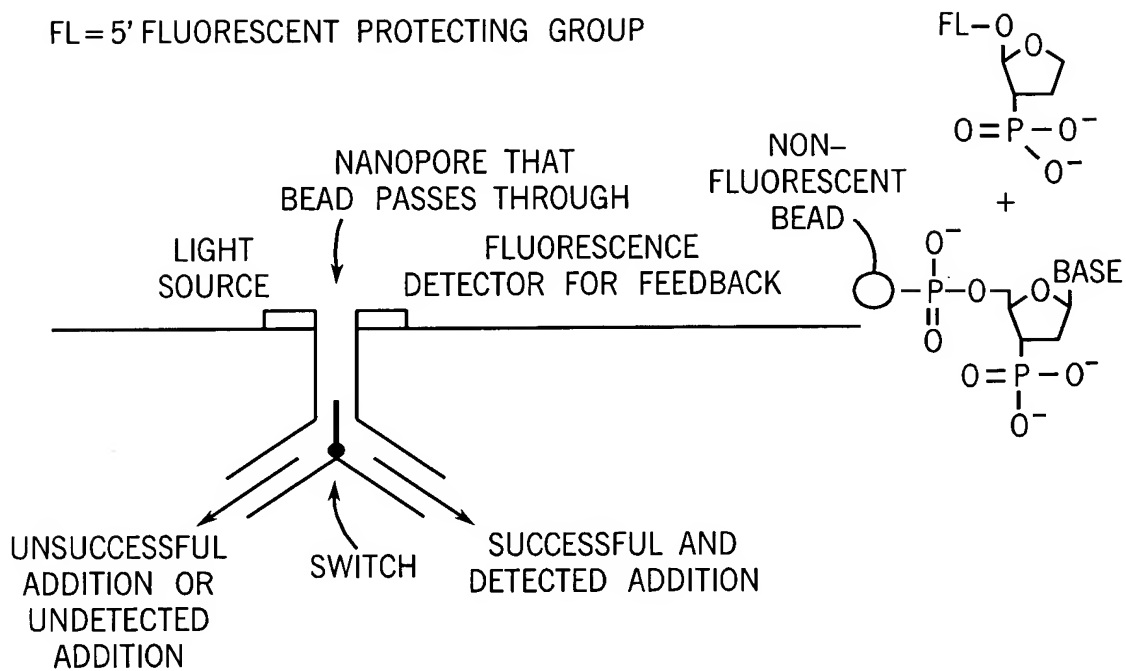 FL=5' FLUORESCENT PROTECTING GROUP
FL–O
O
O=P–O⁻
O⁻
+
NANOPORE THAT
BEAD PASSES THROUGH
NON–
FLUORESCENT
BEAD
LIGHT
SOURCE
FLUORESCENCE
DETECTOR FOR FEEDBACK
O⁻
–P–O
O
O
BASE
O=P–O⁻
O⁻
UNSUCCESSFUL
ADDITION OR
UNDETECTED
ADDITION
SWITCH
SUCCESSFUL AND
DETECTED ADDITION